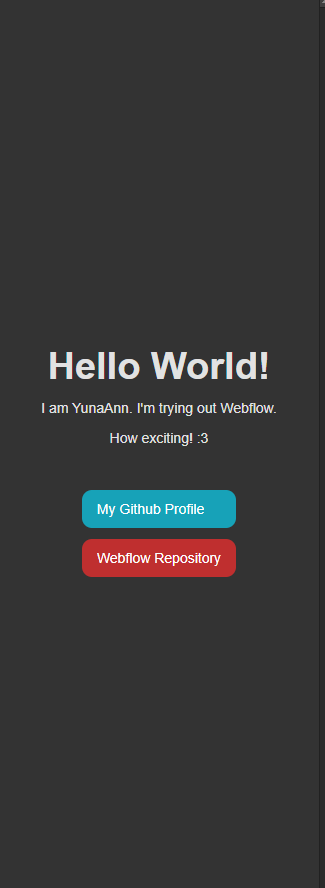 Hello World!
I am YunaAnn. I'm trying out Webflow.
How exciting! :3
My Github Profile
Webflow Repository